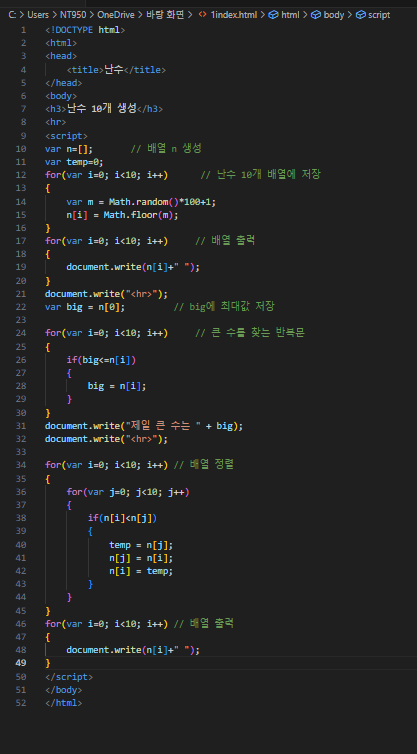 C: > Users > NT950 > OneDrive > 바탕 화면 > <> 1index.html > html > body > script
1 <!DOCTYPE html>
2 <html>
3 <head>
4     <title>난수</title>
5 </head>
6 <body>
7 <h3>난수 10개 생성</h3>
8 <hr>
9 <script>
10 var n=[];       // 배열 n 생성
11 var temp=0;
12 for(var i=0; i<10; i++)      // 난수 10개 배열에 저장
13 {
14     var m = Math.random()*100+1;
15     n[i] = Math.floor(m);
16 }
17 for(var i=0; i<10; i++)     // 배열 출력
18 {
19     document.write(n[i]+" ");
20 }
21 document.write("<hr>");
22 var big = n[0];         // big에 최대값 저장
23
24 for(var i=0; i<10; i++)     // 큰 수를 찾는 반복문
25 {
26     if(big<=n[i])
27     {
28         big = n[i];
29     }
30 }
31 document.write("제일 큰 수는 " + big);
32 document.write("<hr>");
33
34 for(var i=0; i<10; i++) // 배열 정렬
35 {
36     for(var j=0; j<10; j++)
37     {
38         if(n[i]<n[j])
39         {
40             temp = n[j];
41             n[j] = n[i];
42             n[i] = temp;
43         }
44     }
45 }
46 for(var i=0; i<10; i++) // 배열 출력
47 {
48     document.write(n[i]+" ");
49 }
50 </script>
51 </body>
52 </html>